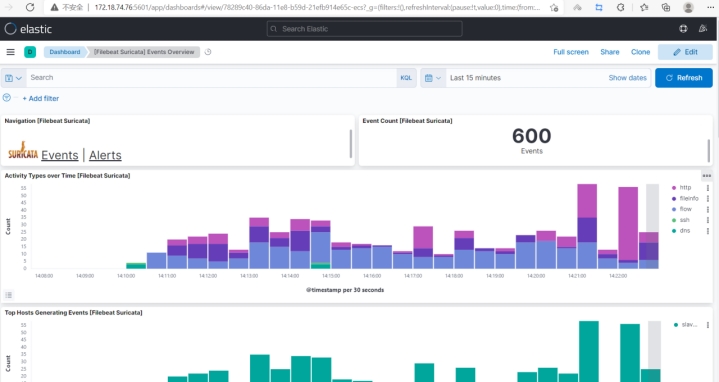 不安全 172.18.74.76:5601/app/dashboards#/view/78289c40-86da-11e8-b59d-21efb914e65c-ecs?_g=(filters:!(),refreshInterval:(pause:!t,value:0),time:(from:...
elastic
Search Elastic
D Dashboard [Filebeat Suricata] Events Overview
Full screen Share Clone Edit
Search KQL Last 15 minutes Show dates Refresh
+ Add filter
Navigation [Filebeat Suricata]
SURICATA Events | Alerts
Event Count [Filebeat Suricata]
600
Events
Activity Types over Time [Filebeat Suricata]
Count
55
50
45
40
35
30
25
20
15
10
5
0
14:08:00 14:09:00 14:10:00 14:11:00 14:12:00 14:13:00 14:14:00 14:15:00 14:16:00 14:17:00 14:18:00 14:19:00 14:20:00 14:21:00 14:22:00
@timestamp per 30 seconds
http
fileinfo
flow
ssh
dns
Top Hosts Generating Events [Filebeat Suricata]
Count
55
50
45
40
35
30
25
20
slav...